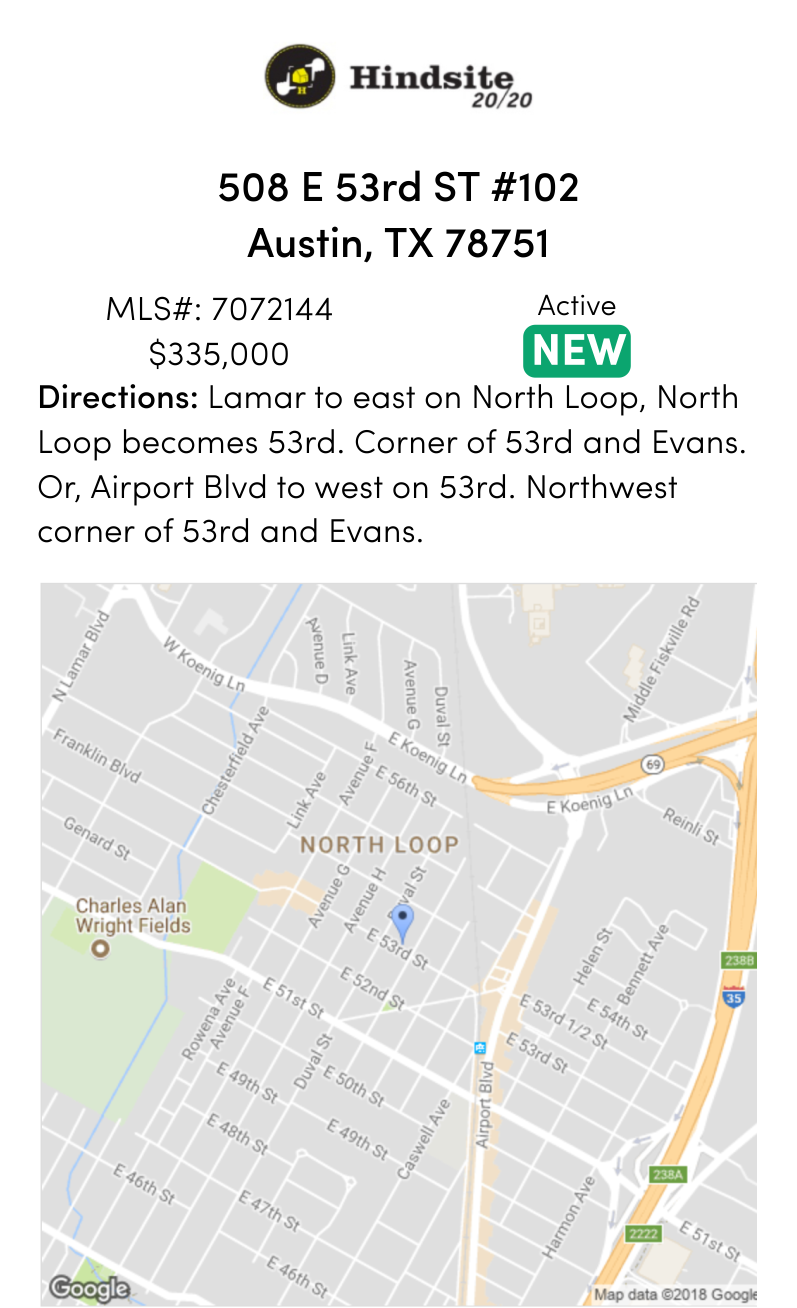 Hindsite
20/20
508 E 53rd ST #102
Austin, TX 78751
MLS#: 7072144
$335,000
Active
NEW
Directions: Lamar to east on North Loop, North
Loop becomes 53rd. Corner of 53rd and Evans.
Or, Airport Blvd to west on 53rd. Northwest
corner of 53rd and Evans.
N Lamar Blvd
W Koenig Ln
Avenue D
Link Ave
Avenue G
Duval St
Middle Fiskville Rd
Franklin Blvd
Chesterfield Ave
Link Ave
Avenue F
E Koenig Ln
E 56th St
69
E Koenig Ln
Reinli St
Genard St
NORTH LOOP
Avenue G
Avenue H
val St
Charles Alan
Wright Fields
E 53rd St
Helen St
Bennett Ave
238B
35
E 51st St
E 52nd St
Rowena Ave
Avenue F
E 53rd 1/2 St
E 54th St
E 53rd St
Duval St
E 50th St
E 49th St
Airport Blvd
Caswell Ave
E 48th St
E 49th St
E 46th St
E 47th St
E 46th St
Harmon Ave
238A
2222
E 51st St
Google
Map data ©2018 Google